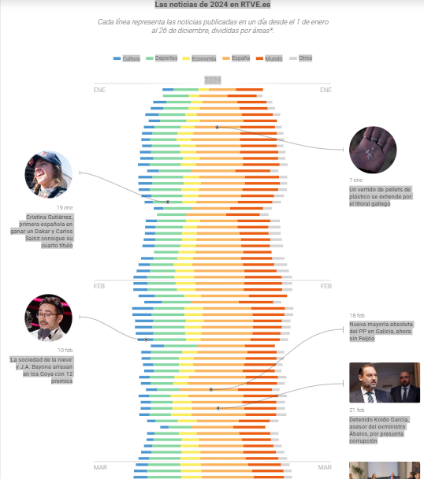 Las noticias de 2024 en RTVE.es
Cada línea representa las noticias publicadas en un día desde el 1 de enero
al 26 de diciembre, divididas por áreas*.
Cultura Deportes Economía España Mundo Otros
2024
ENE ENE
7 ene
Un vertido de pellets de
plástico se extiende por
el litoral gallego
19 ene
Cristina Gutiérrez,
primera española en
ganar un Dakar y Carlos
Sainz consigue su
cuarto título
FEB FEB
10 feb
'La sociedad de la nieve'
y J.A. Bayona arrasan
en los Goya con 12
premios
18 feb
Nueva mayoría absoluta
del PP en Galicia, ahora
sin Feijóo
21 feb
Detenido Koldo García,
asesor del exministro
Ábalos, por presunta
corrupción
MAR MAR